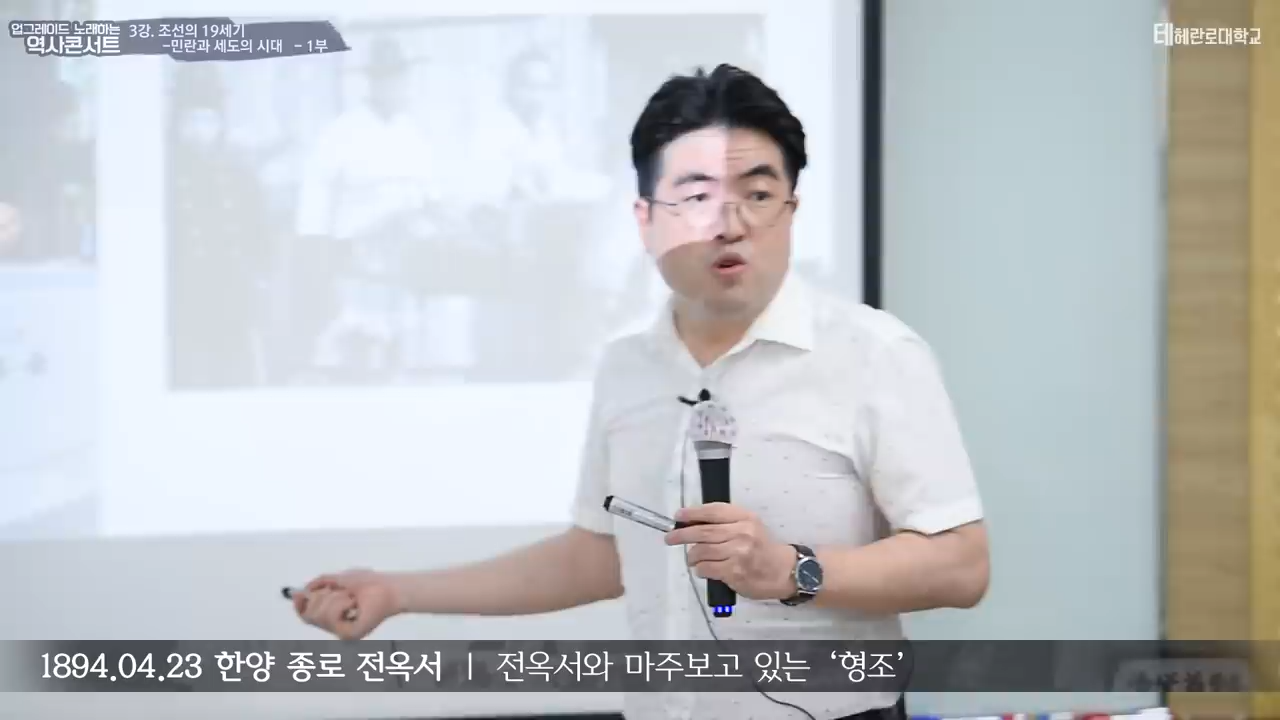 업그레이드 노래하는
역사콘서트
3강. 조선의 19세기
-민란과 세도의 시대 - 1부
테헤란로대학교
1894.04.23 한양 종로 전옥서 | 전옥서와 마주보고 있는 ‘형조’